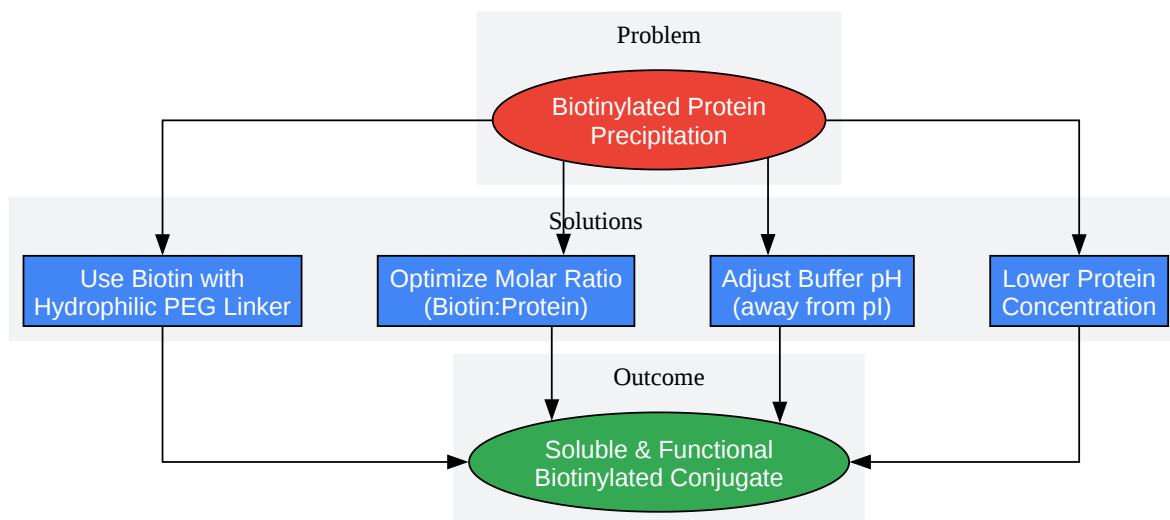 Problem
Biotinylated Protein
Precipitation
Solutions
Use Biotin with
Hydrophilic PEG Linker
Optimize Molar Ratio
(Biotin:Protein)
Adjust Buffer pH
(away from pI)
Lower Protein
Concentration
Outcome
Soluble & Functional
Biotinylated Conjugate